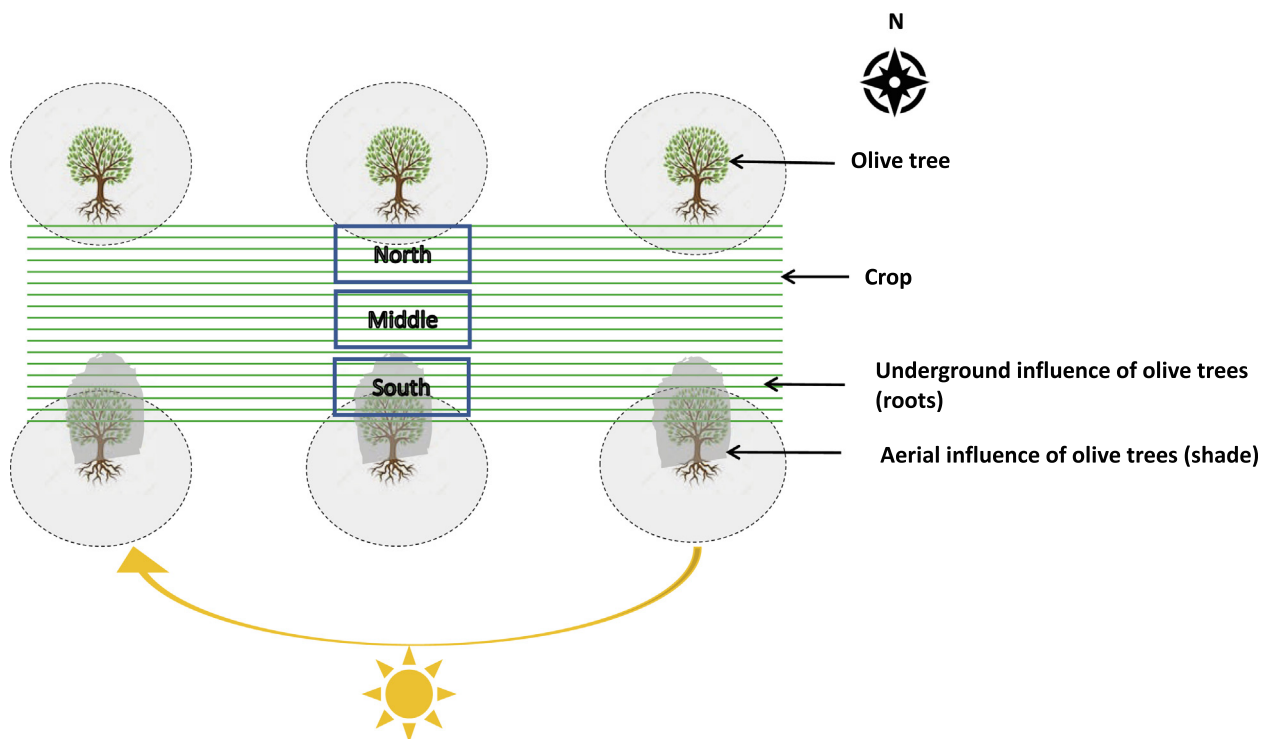 N
Olive tree
North
Crop
Middle
Underground influence of olive trees
(roots)
South
Aerial influence of olive trees (shade)